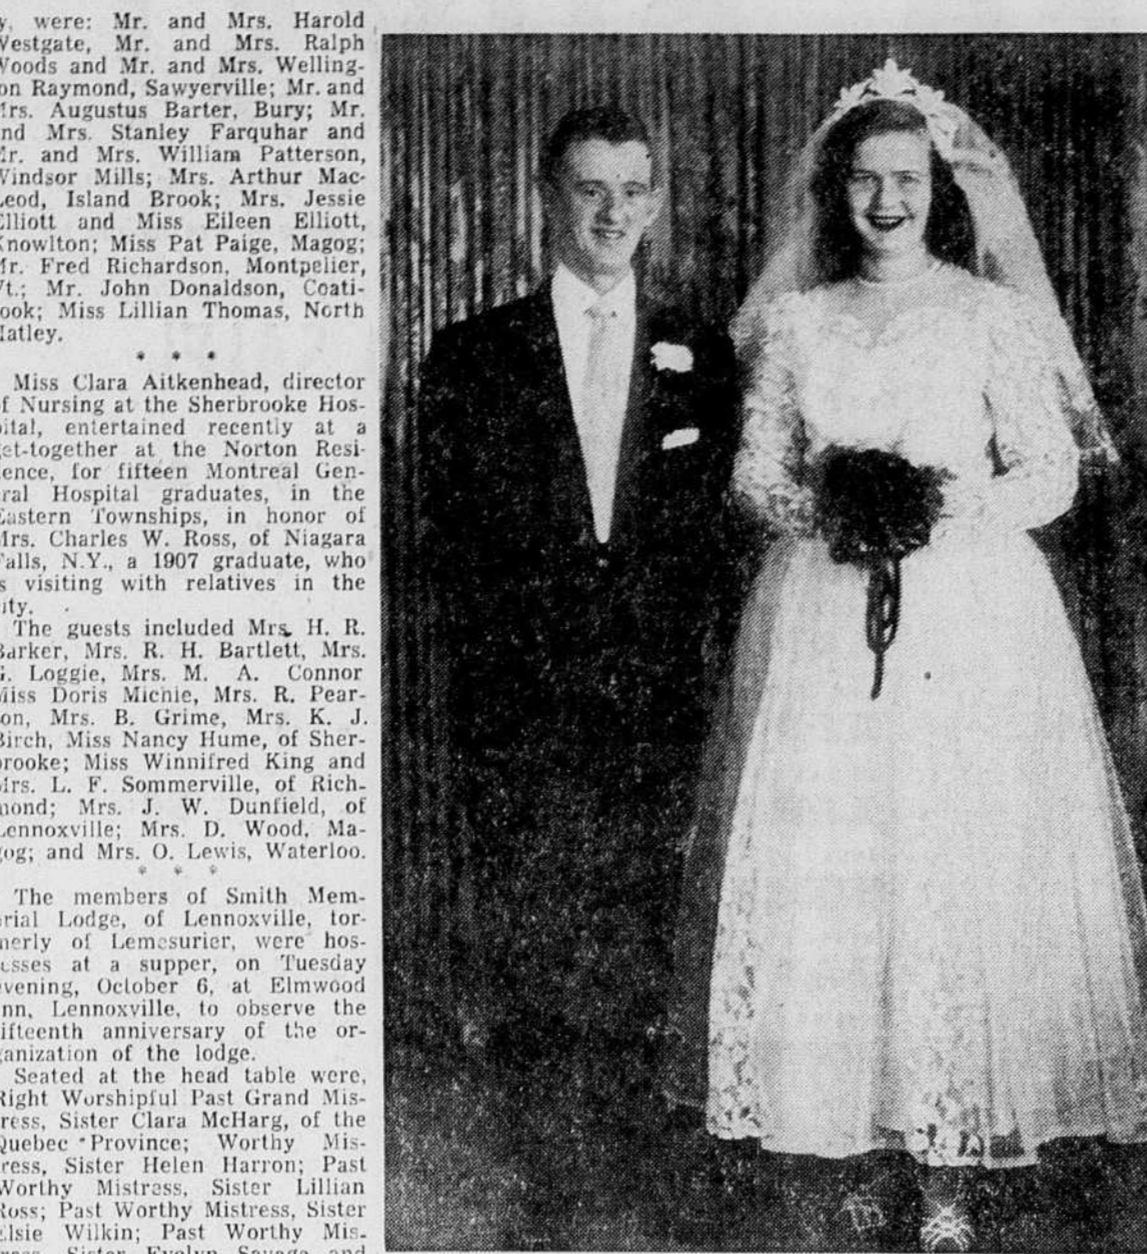 y, were: Mr. and Mrs. Harold
Westgate, Mr. and Mrs. Ralph
Woods and Mr. and Mrs. Welling-
on Raymond, Sawyerville; Mr. and
Mrs. Augustus Barter, Bury; Mr.
and Mrs. Stanley Farquhar and
Mr. and Mrs. William Patterson,
Windsor Mills; Mrs. Arthur Mac-
Leod, Island Brook; Mrs. Jessie
Elliott and Miss Eileen Elliott,
Knowlton; Miss Pat Paige, Magog;
Mr. Fred Richardson, Montpelier,
Vt.; Mr. John Donaldson, Coati-
ook; Miss Lillian Thomas, North
Hatley.
* * *
Miss Clara Aitkenhead, director
of Nursing at the Sherbrooke Hos-
pital, entertained recently at a
get-together at the Norton Resi-
dence, for fifteen Montreal Gen-
eral Hospital graduates, in the
Eastern Townships, in honor of
Mrs. Charles W. Ross, of Niagara
Falls, N.Y., a 1907 graduate, who
is visiting with relatives in the
city.
The guests included Mrs. H. R.
Barker, Mrs. R. H. Bartlett, Mrs.
G. Loggie, Mrs. M. A. Connor
Miss Doris Michie, Mrs. R. Pear-
son, Mrs. B. Grime, Mrs. K. J.
Birch, Miss Nancy Hume, of Sher-
brooke; Miss Winnifred King and
Mrs. L. F. Sommerville, of Rich-
mond; Mrs. J. W. Dunfield, of
Lennoxville; Mrs. D. Wood, Ma-
gog; and Mrs. O. Lewis, Waterloo.
* * *
The members of Smith Mem-
orial Lodge, of Lennoxville, tor-
merly of Lemesurier, were hos-
tesses at a supper, on Tuesday
evening, October 6, at Elmwood
Inn, Lennoxville, to observe the
fifteenth anniversary of the or-
ganization of the lodge.
Seated at the head table were,
Right Worshipful Past Grand Mis-
tress, Sister Clara McHarg, of the
Quebec Province; Worthy Mis-
tress, Sister Helen Harron; Past
Worthy Mistress, Sister Lillian
Ross; Past Worthy Mistress, Sister
Elsie Wilkin; Past Worthy Mis-
tress, Sister Evelyn Savage and